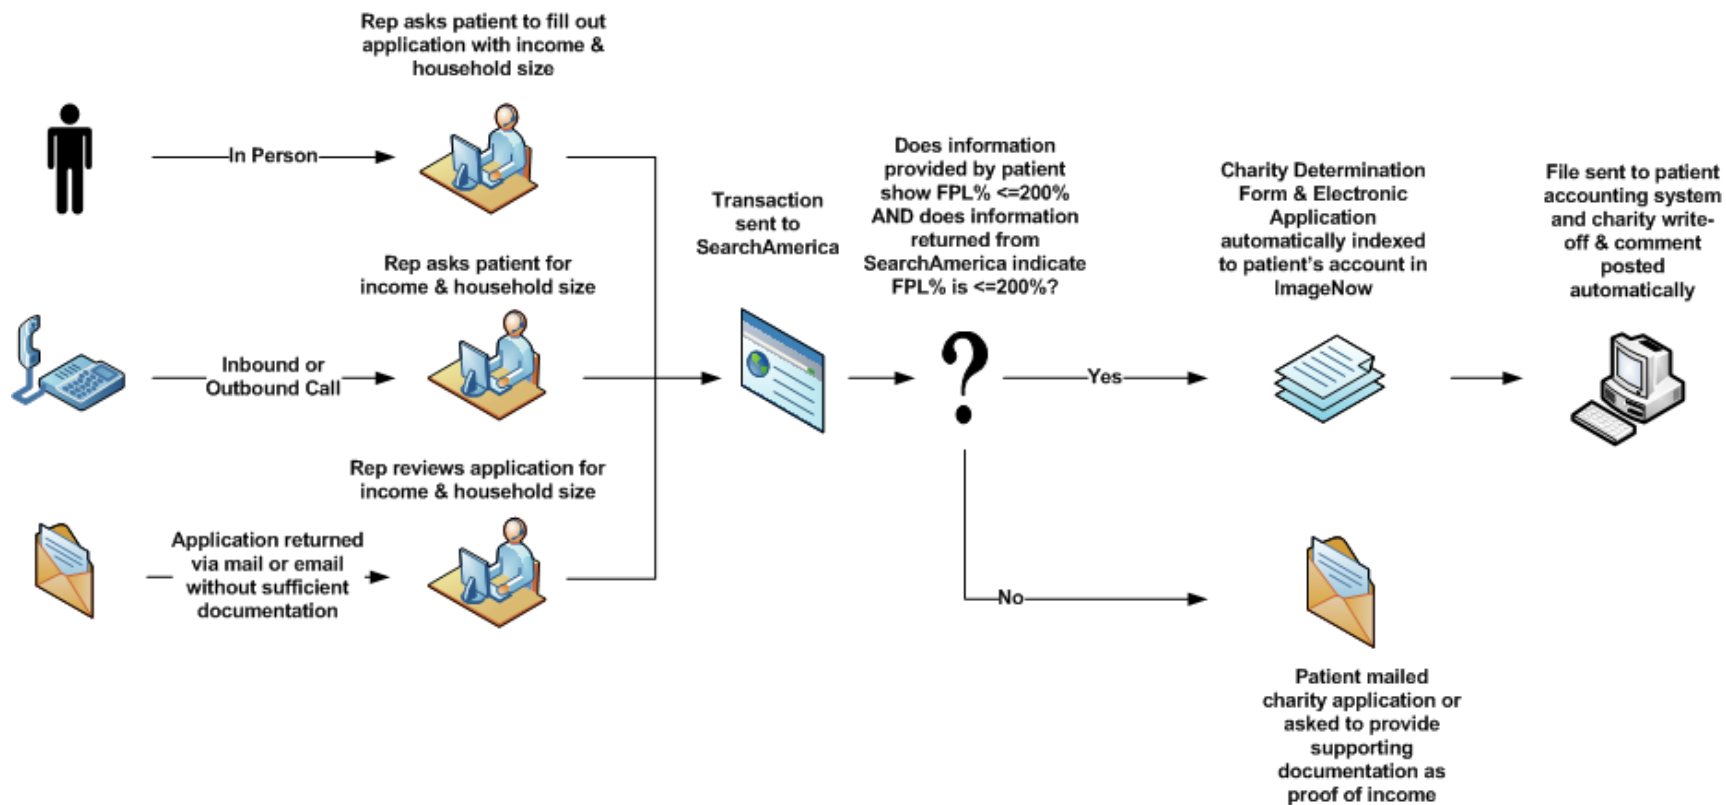 Rep asks patient to fill out
application with income &
household size
In Person
Rep asks patient for
income & household size
Inbound or
Outbound Call
Rep reviews application for
income & household size
Application returned
via mail or email
without sufficient
documentation
Transaction
sent to
SearchAmerica
Does information
provided by patient
show FPL% <=200%
AND does information
returned from
SearchAmerica indicate
FPL% is <=200%?
Yes
Charity Determination
Form & Electronic
Application
automatically indexed
to patient's account in
ImageNow
File sent to patient
accounting system
and charity write-
off & comment
posted
automatically
No
Patient mailed
charity application or
asked to provide
supporting
documentation as
proof of income